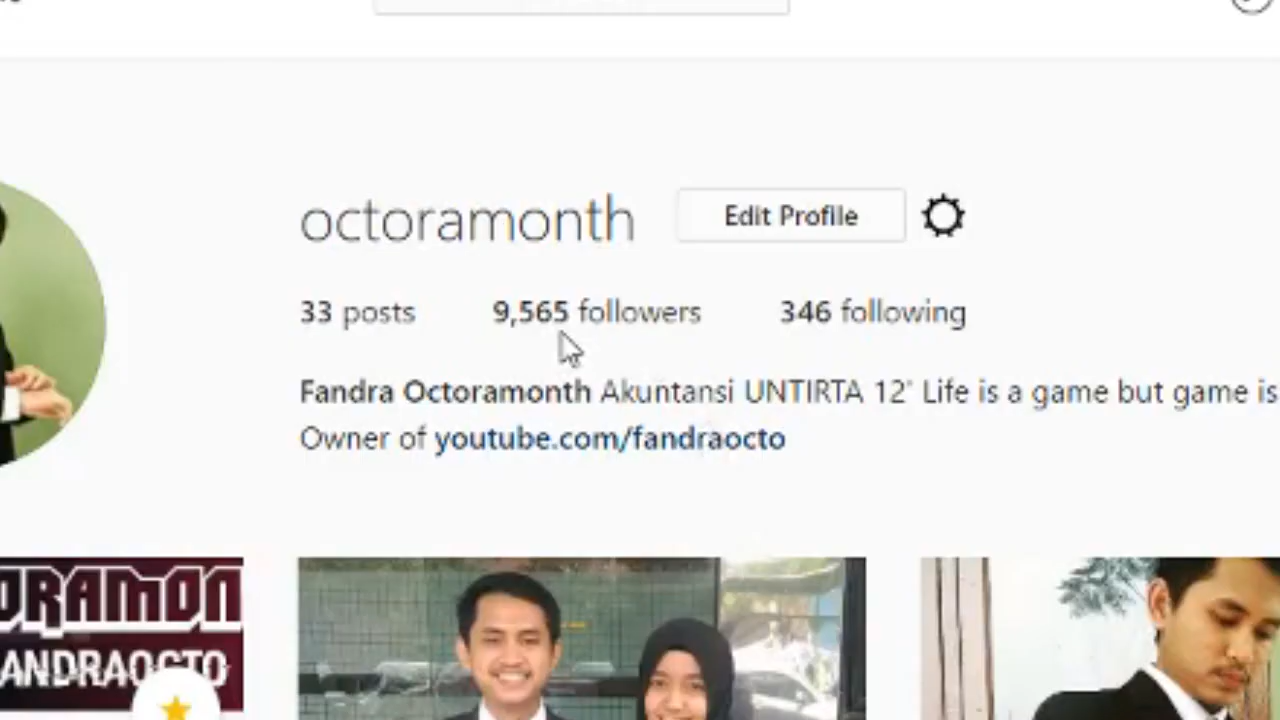 octoramonth Edit Profile
33 posts 9,565 followers 346 following
Fandra Octoramonth Akuntansi UNTIRTA 12' Life is a game but game is
Owner of youtube.com/fandraocto
ORAMON
ANDRAOCTO